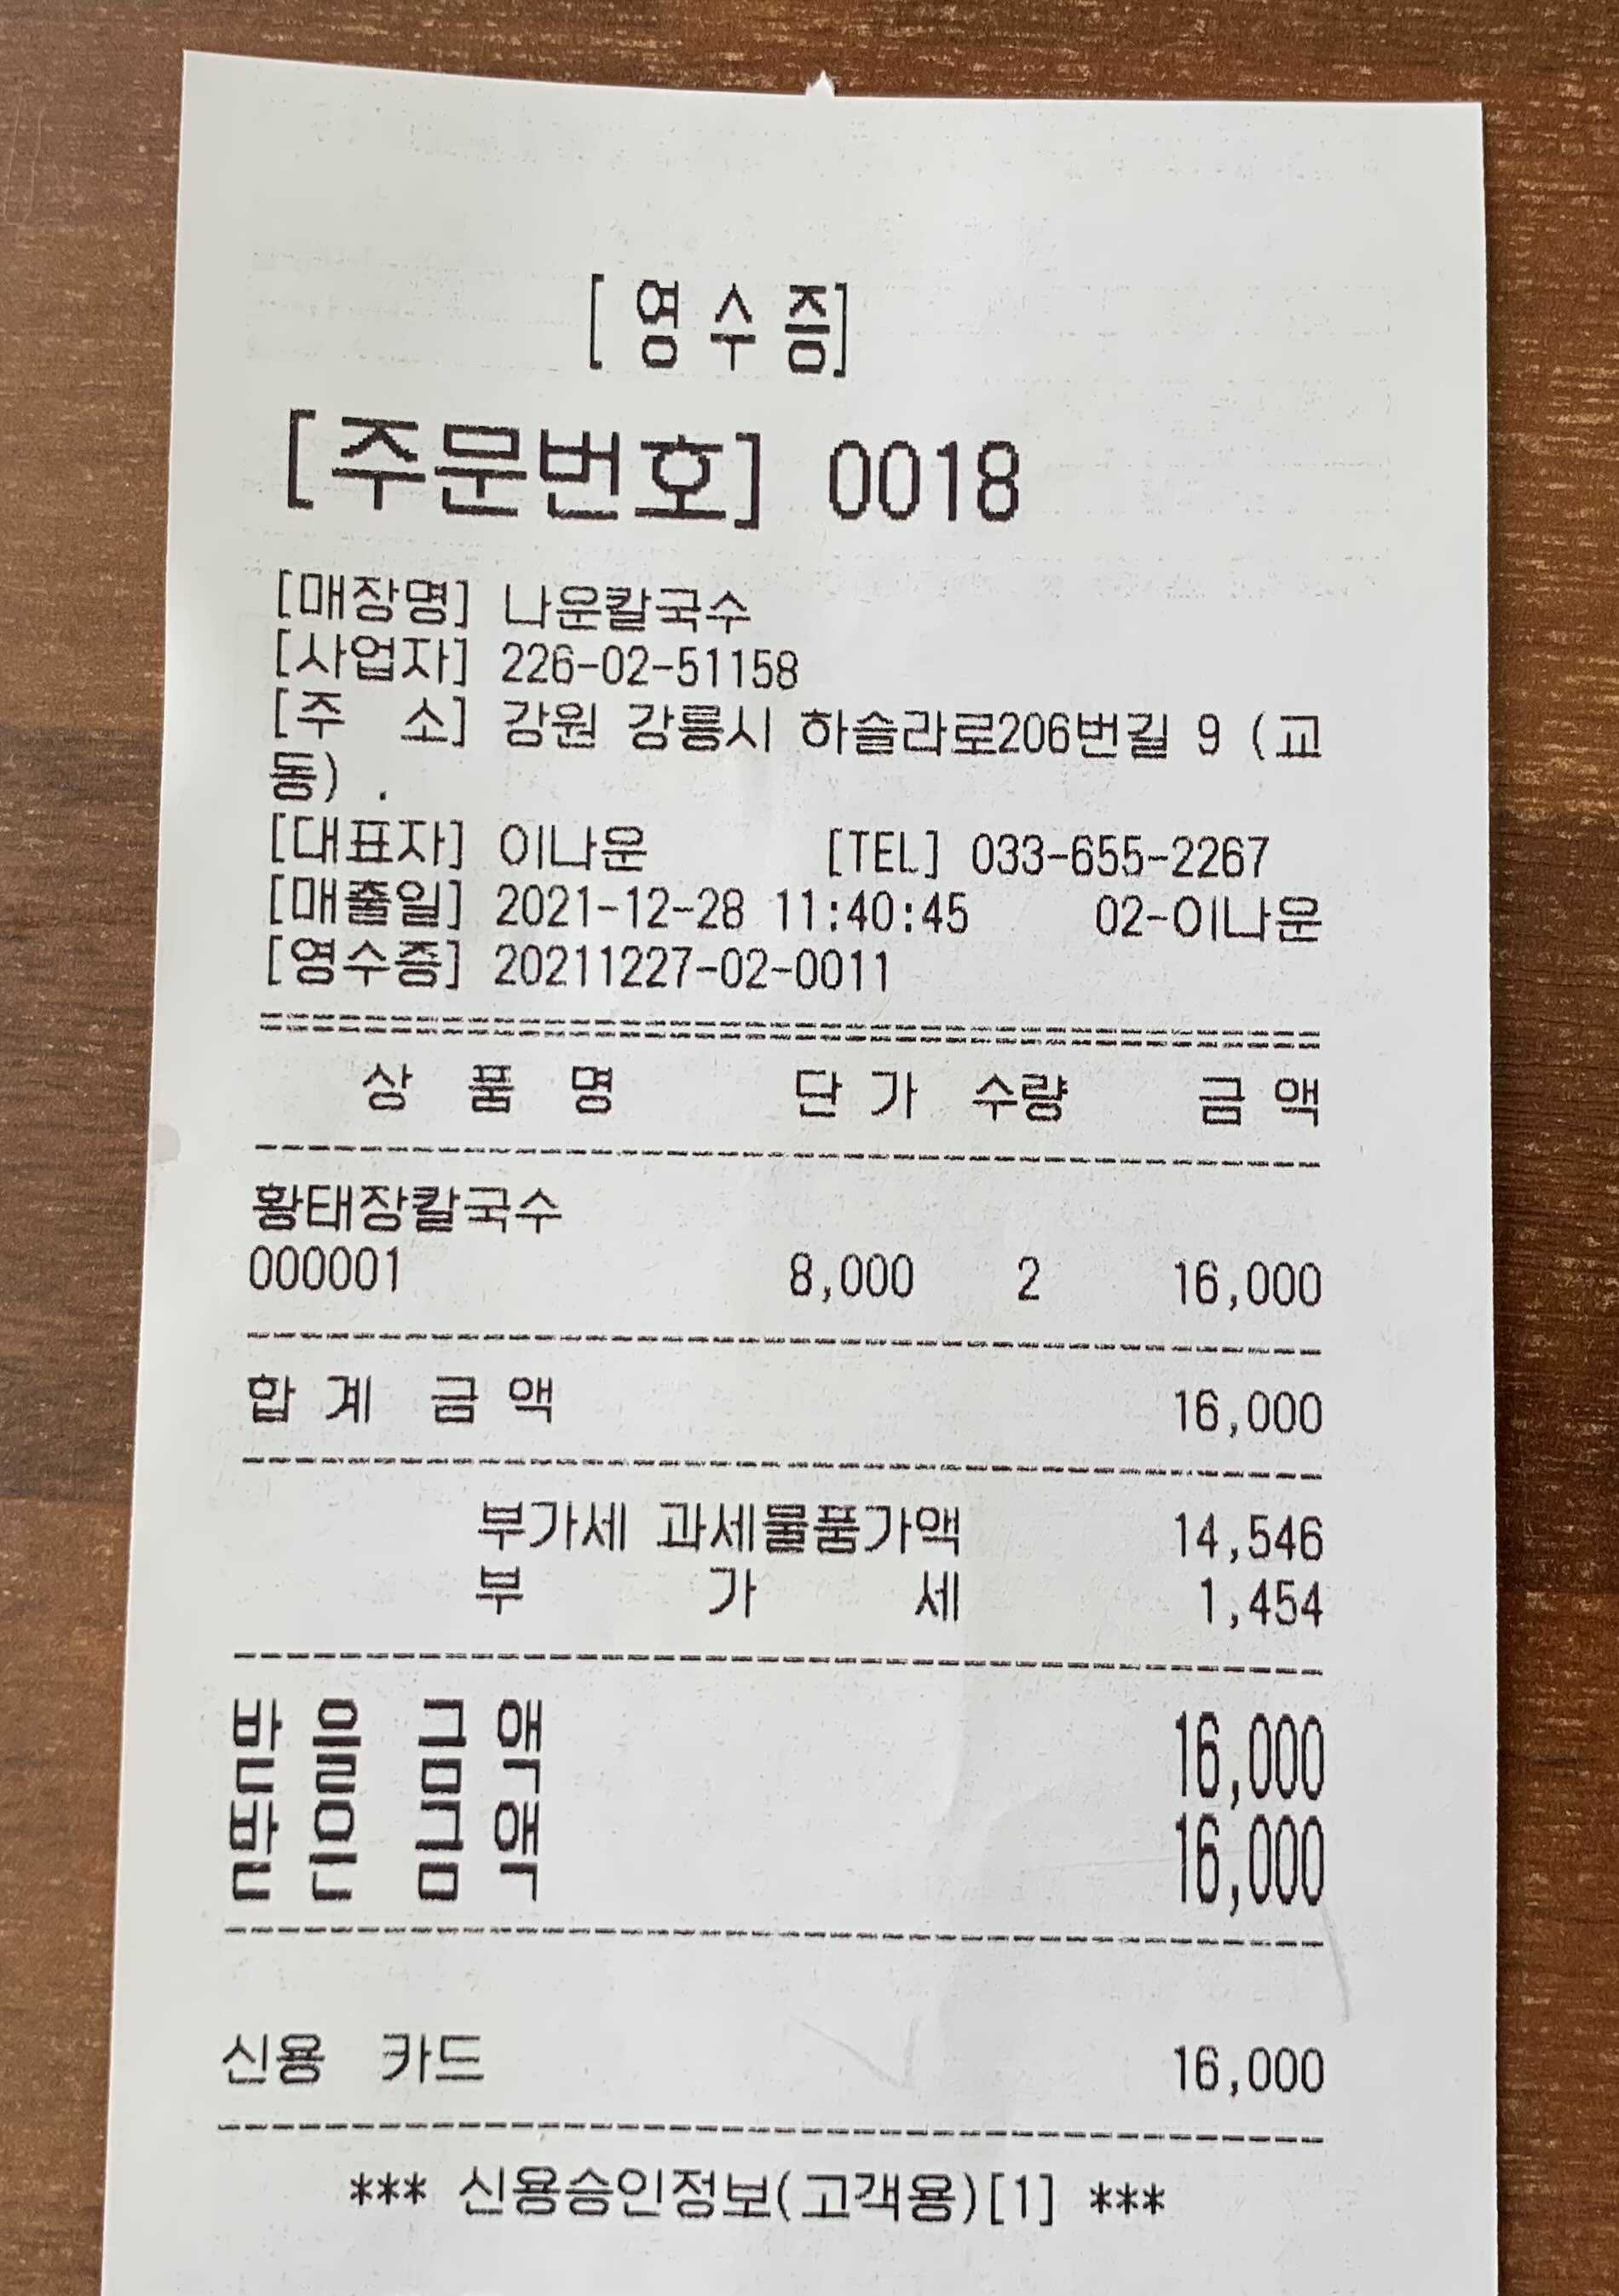 [ 영 수 증]
[주문번호] 0018
[매장명] 나운칼국수
[사업자] 226-02-51158
[주 소] 강원 강릉시 하슬라로206번길 9 (교
동) .
[대표자] 이나운 [TEL] 033-655-2267
[매출일] 2021-12-28 11:40:45 02-이나운
[영수증] 20211227-02-0011
상 품 명 단 가 수량 금 액
황태장칼국수
000001 8,000 2 16,000
합 계 금 액 16,000
부가세 과세물품가액 14,546
부 가 세 1,454
받 을 금 액 16,000
받 은 금 액 16,000
신용 카드 16,000
*** 신용승인정보(고객용)[1] ***